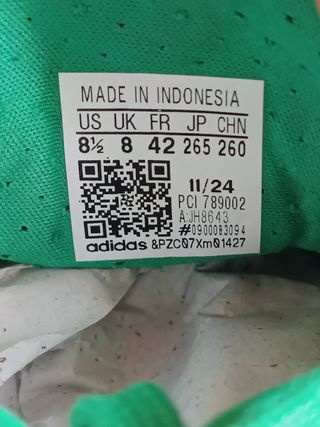 MADE IN INDONESIA
US UK FR JP CHN
8½ 8 42 265 260
11/24
PCI 789002
A:JH8643
#0900083094
adidas &PZC07Xm01427